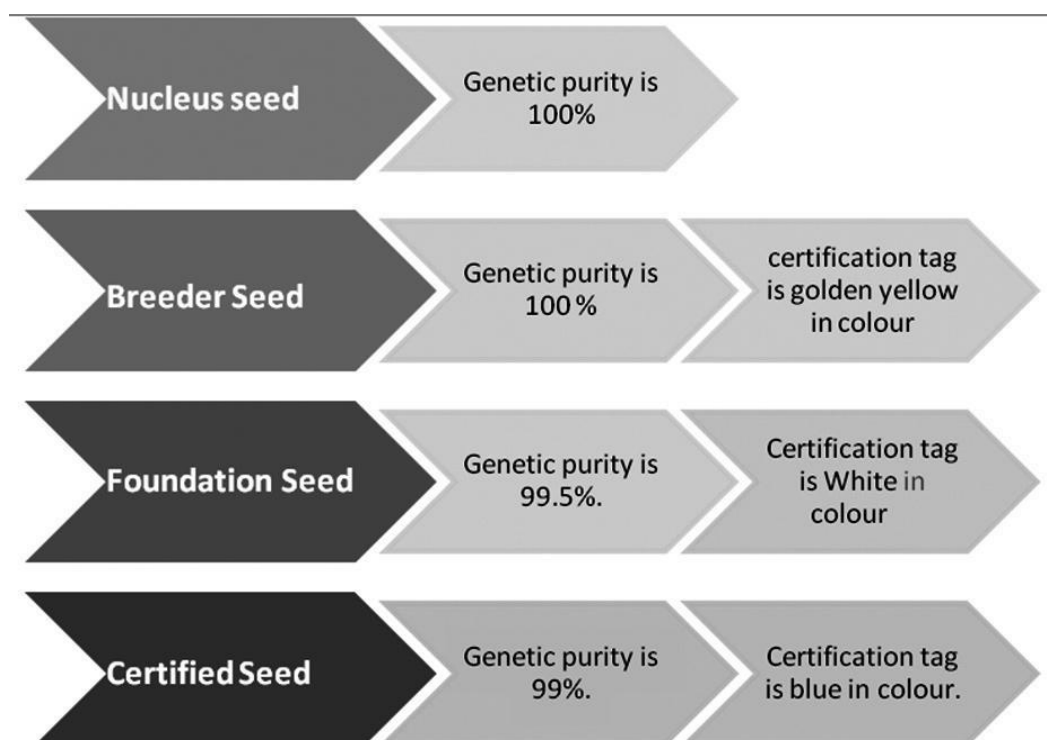 Nucleus seed
Genetic purity is
100%
Breeder Seed
Genetic purity is
100 %
certification tag
is golden yellow
in colour
Foundation Seed
Genetic purity is
99.5%.
Certification tag
is White in
colour
Certified Seed
Genetic purity is
99%.
Certification tag
is blue in colour.